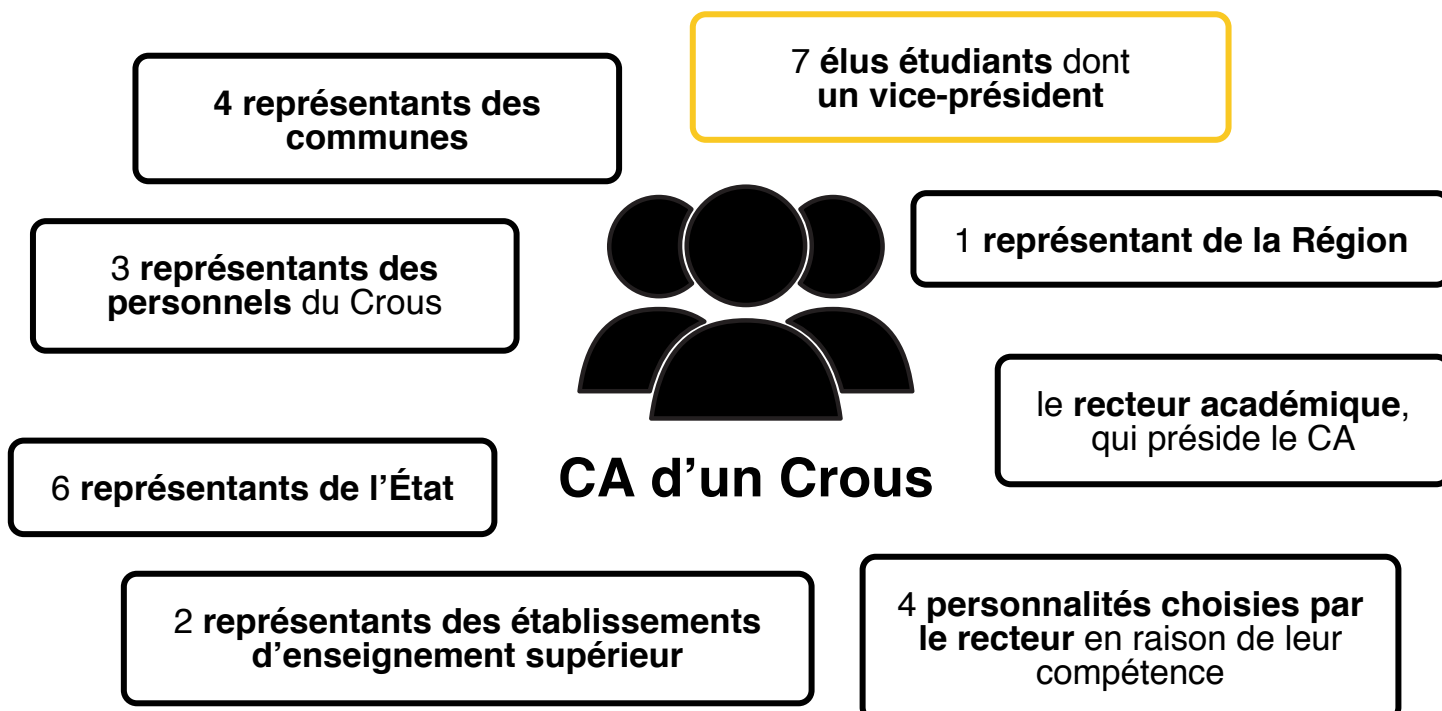 7 élus étudiants dont
un vice-président
4 représentants des
communes
1 représentant de la Région
3 représentants des
personnels du Crous
le recteur académique,
qui préside le CA
CA d’un Crous
6 représentants de l’État
2 représentants des établissements
d’enseignement supérieur
4 personnalités choisies par
le recteur en raison de leur
compétence